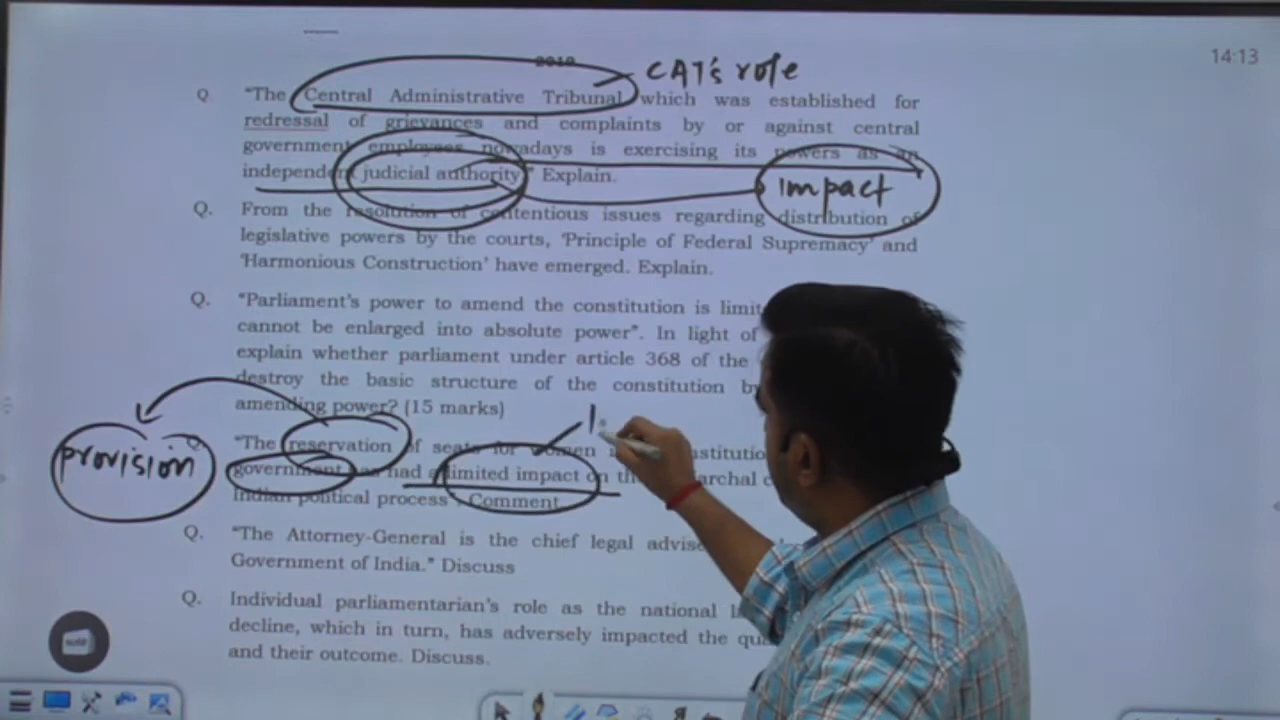 14:13
2019
CAT's role
Q. "The Central Administrative Tribunal which was established for
redressal of grievances and complaints by or against central
government employees nowadays is exercising its powers as an
independent judicial authority." Explain.
impact
Q. From the resolution of contentious issues regarding distribution of
legislative powers by the courts, 'Principle of Federal Supremacy' and
'Harmonious Construction' have emerged. Explain.
Q. "Parliament's power to amend the constitution is
cannot be enlarged into absolute power". In light of
explain whether parliament under article 368 of the
destroy the basic structure of the constitution
amending power? (15 marks)
provision
Q. "The reservation of seats for women
government has had a limited impact on
Indian political process". Comment
Q. "The Attorney-General is the chief legal
Government of India." Discuss
Q. Individual parliamentarian's role as the national
decline, which in turn, has adversely impacted the
and their outcome. Discuss.